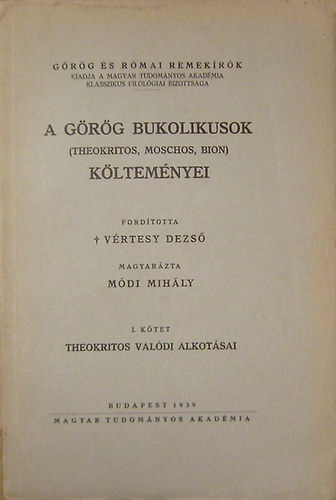 GÖRÖG ÉS RÓMAI REMEKÍRÓK
KIADJA A MAGYAR TUDOMÁNYOS AKADÉMIA
KLASSZIKUS FILOLÓGIAI BIZOTTSÁGA
A GÖRÖG BUKOLIKUSOK
(THEOKRITOS, MOSCHOS, BION)
KÖLTEMÉNYEI
FORDÍTOTTA
† VÉRTESY DEZSŐ
MAGYARÁZTA
MÓDI MIHÁLY
I. KÖTET
THEOKRITOS VALÓDI ALKOTÁSAI
BUDAPEST 1939
MAGYAR TUDOMÁNYOS AKADÉMIA